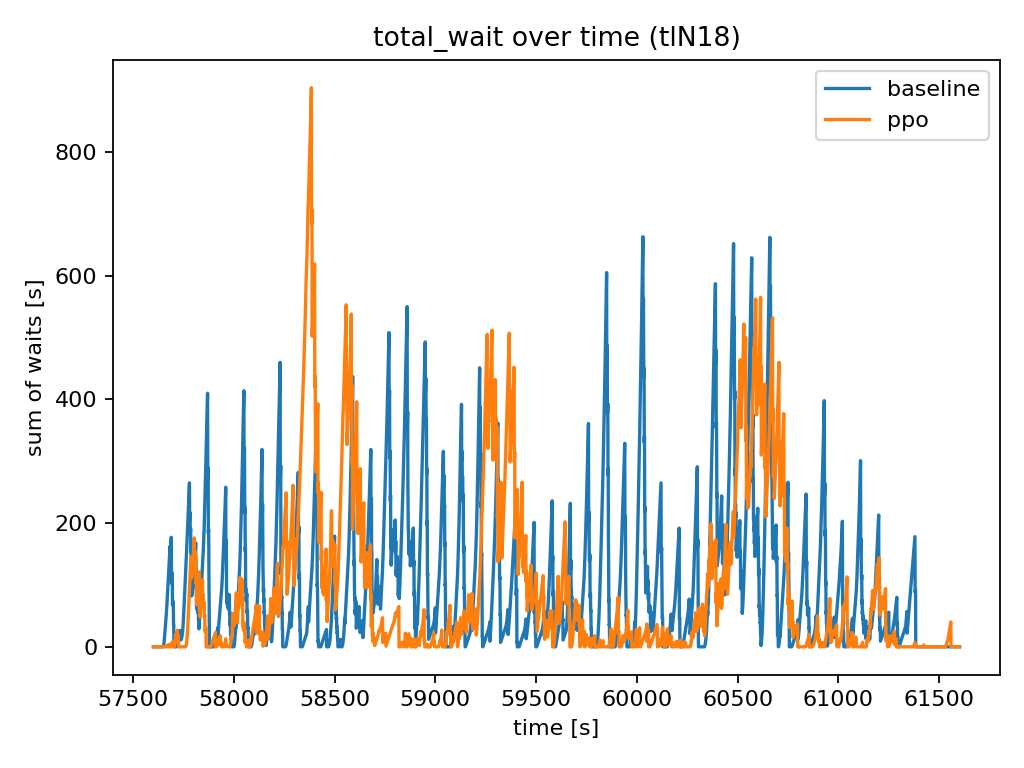 total_wait over time (tlN18)
baseline
ppo
sum of waits [s]
800
600
400
200
0
57500 58000 58500 59000 59500 60000 60500 61000 61500
time [s]